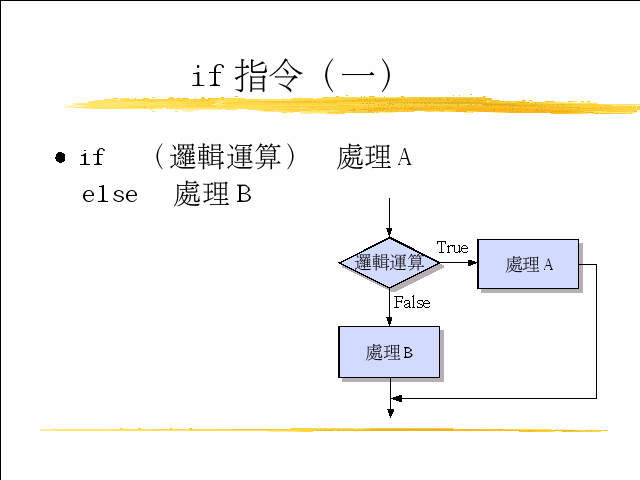 if 指令（一）
if （邏輯運算） 處理A
else 處理B
True
邏輯運算
處理A
False
處理B